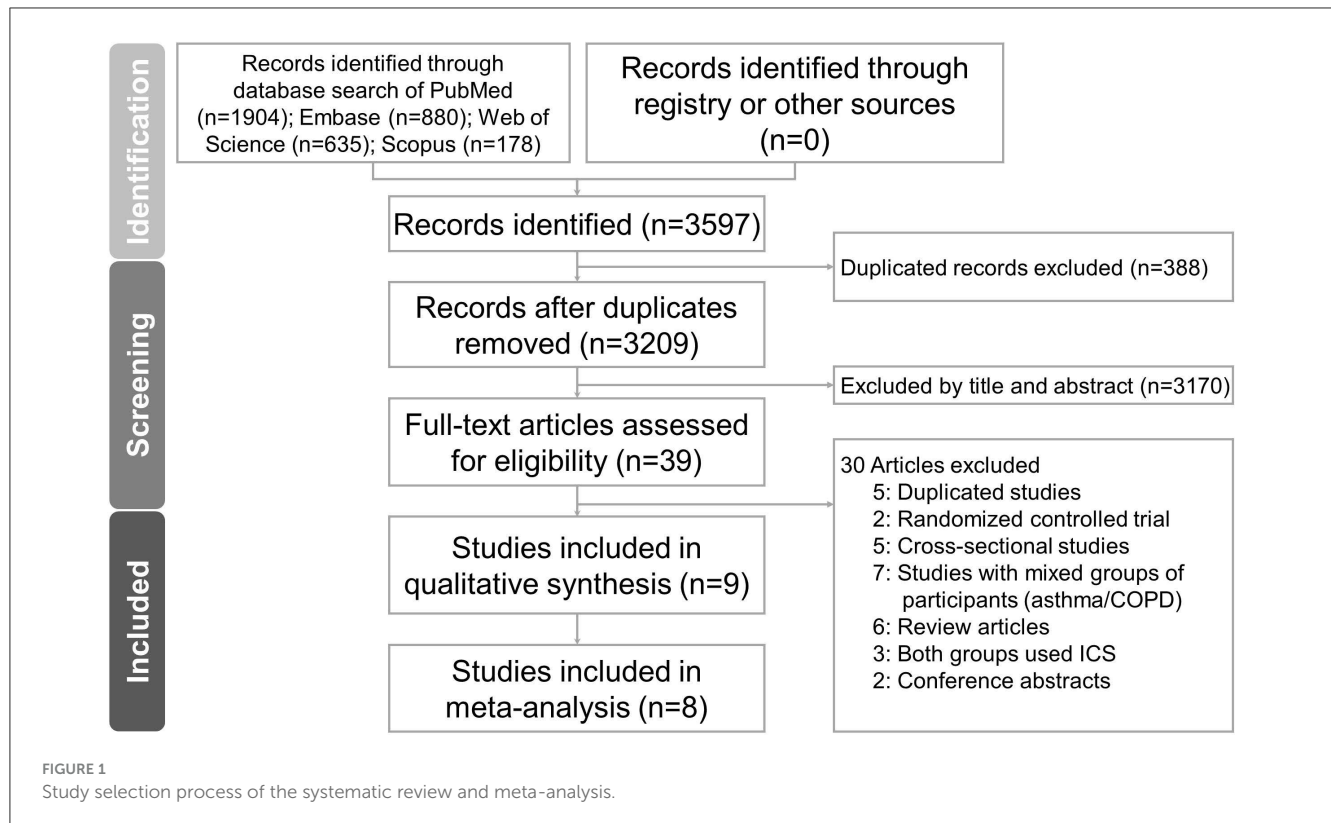 Identification
Records identified through
database search of PubMed
(n=1904); Embase (n=880); Web of
Science (n=635); Scopus (n=178)
Records identified through
registry or other sources
(n=0)
Records identified (n=3597)
Duplicated records excluded (n=388)
Screening
Records after duplicates
removed (n=3209)
Excluded by title and abstract (n=3170)
Full-text articles assessed
for eligibility (n=39)
30 Articles excluded
5: Duplicated studies
2: Randomized controlled trial
5: Cross-sectional studies
7: Studies with mixed groups of
participants (asthma/COPD)
6: Review articles
3: Both groups used ICS
2: Conference abstracts
Included
Studies included in
qualitative synthesis (n=9)
Studies included in
meta-analysis (n=8)
FIGURE 1
Study selection process of the systematic review and meta-analysis.